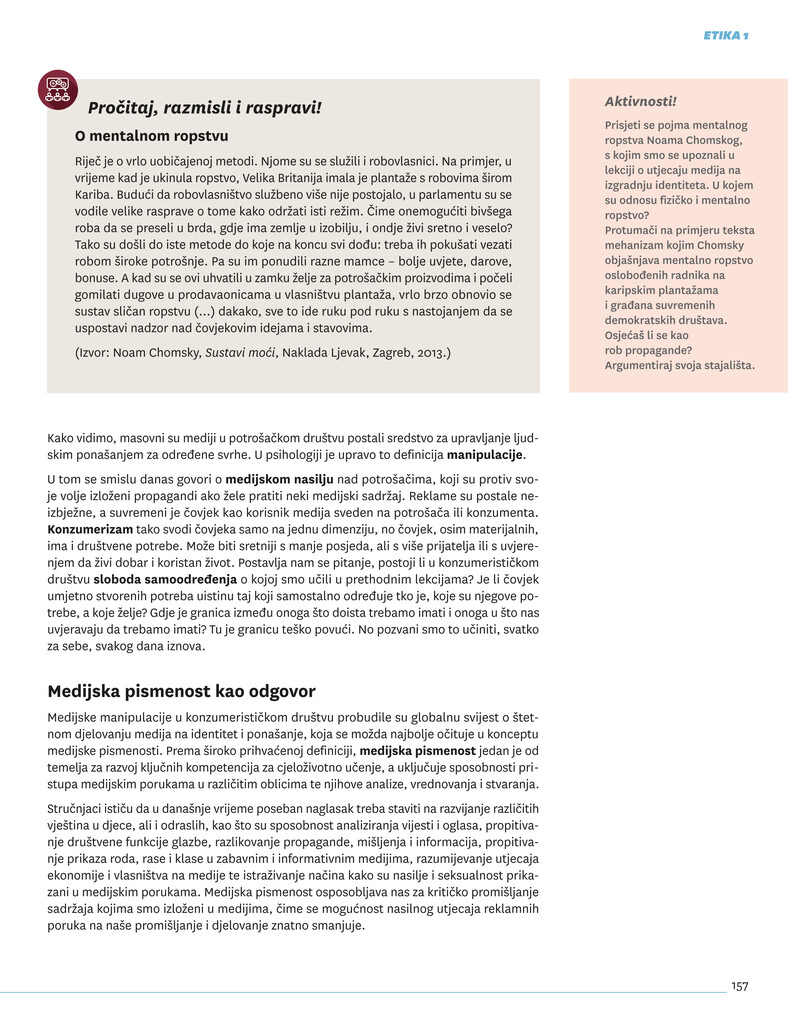 ETIKA 1
Pročitaj, razmisli i raspravi!
O mentalnom ropstvu
Riječ je o vrlo uobičajenoj metodi. Njome su se služili i robovlasnici. Na primjer, u
vrijeme kad je ukinula ropstvo, Velika Britanija imala je plantaže s robovima širom
Kariba. Budući da robovlasništvo službeno više nije postojalo, u parlamentu su se
vodile velike rasprave o tome kako održati isti režim. Čime onemogućiti bivšega
roba da se preseli u brda, gdje ima zemlje u izobilju, i ondje živi sretno i veselo?
Tako su došli do iste metode do koje na koncu svi dođu: treba ih pokušati vezati
robom široke potrošnje. Pa su im ponudili razne mamce – bolje uvjete, darove,
bonuse. A kad su se ovi uhvatili u zamku želje za potrošačkim proizvodima i počeli
gomilati dugove u prodavaonicama u vlasništvu plantaža, vrlo brzo obnovio se
sustav sličan ropstvu (...) dakako, sve to ide ruku pod ruku s nastojanjem da se
uspostavi nadzor nad čovjekovim idejama i stavovima.
(Izvor: Noam Chomsky, Sustavi moći, Naklada Ljevak, Zagreb, 2013.)
Aktivnosti!
Prisjeti se pojma mentalnog
ropstva Noama Chomskog,
s kojim smo se upoznali u
lekciji o utjecaju medija na
izgradnju identiteta. U kojem
su odnosu fizičko i mentalno
ropstvo?
Protumači na primjeru teksta
mehanizam kojim Chomsky
objašnjava mentalno ropstvo
oslobođenih radnika na
karipskim plantažama
i građana suvremenih
demokratskih društava.
Osjećaš li se kao
rob propagande?
Argumentiraj svoja stajališta.
Kako vidimo, masovni su mediji u potrošačkom društvu postali sredstvo za upravljanje ljud-
skim ponašanjem za određene svrhe. U psihologiji je upravo to definicija manipulacije.
U tom se smislu danas govori o medijskom nasilju nad potrošačima, koji su protiv svo-
je volje izloženi propagandi ako žele pratiti neki medijski sadržaj. Reklame su postale ne-
izbježne, a suvremeni je čovjek kao korisnik medija sveden na potrošača ili konzumenta.
Konzumerizam tako svodi čovjeka samo na jednu dimenziju, no čovjek, osim materijalnih,
ima i društvene potrebe. Može biti sretniji s manje posjeda, ali s više prijatelja ili s uvjere-
njem da živi dobar i koristan život. Postavlja nam se pitanje, postoji li u konzumerističkom
društvu sloboda samoodređenja o kojoj smo učili u prethodnim lekcijama? Je li čovjek
umjetno stvorenih potreba uistinu taj koji samostalno određuje tko je, koje su njegove po-
trebe, a koje želje? Gdje je granica između onoga što doista trebamo imati i onoga u što nas
uvjeravaju da trebamo imati? Tu je granicu teško povući. No pozvani smo to učiniti, svatko
za sebe, svakog dana iznova.
Medijska pismenost kao odgovor
Medijske manipulacije u konzumerističkom društvu probudile su globalnu svijest o štet-
nom djelovanju medija na identitet i ponašanje, koja se možda najbolje očituje u konceptu
medijske pismenosti. Prema široko prihvaćenoj definiciji, medijska pismenost jedan je od
temelja za razvoj ključnih kompetencija za cjeloživotno učenje, a uključuje sposobnosti pri-
stupa medijskim porukama u različitim oblicima te njihove analize, vrednovanja i stvaranja.
Stručnjaci ističu da u današnje vrijeme poseban naglasak treba staviti na razvijanje različitih
vještina u djece, ali i odraslih, kao što su sposobnost analiziranja vijesti i oglasa, propitiva-
nje društvene funkcije glazbe, razlikovanje propagande, mišljenja i informacija, propitiva-
nje prikaza roda, rase i klase u zabavnim i informativnim medijima, razumijevanje utjecaja
ekonomije i vlasništva na medije te istraživanje načina kako su nasilje i seksualnost prika-
zani u medijskim porukama. Medijska pismenost osposobljava nas za kritičko promišljanje
sadržaja kojima smo izloženi u medijima, čime se mogućnost nasilnog utjecaja reklamnih
poruka na naše promišljanje i djelovanje znatno smanjuje.
157